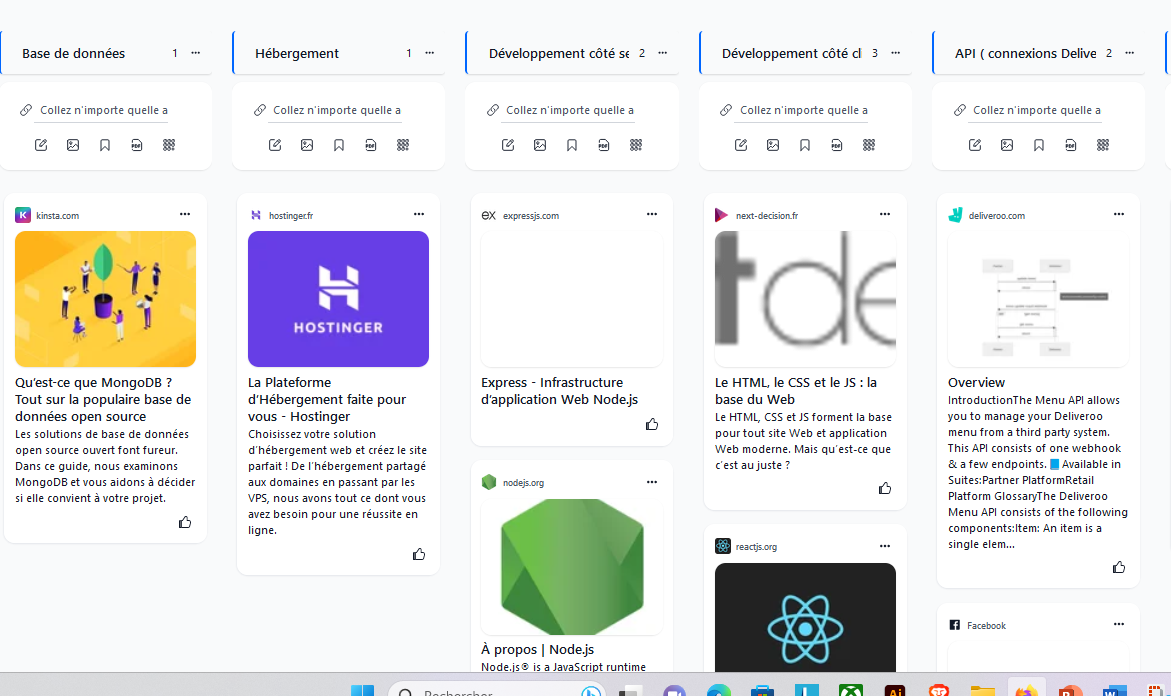 Base de données 1
Collez n'importe quelle a
kinsta.com
Qu'est-ce que MongoDB ?
Tout sur la populaire base de
données open source
Les solutions de base de données
open source ouvert font fureur.
Dans ce guide, nous examinons
MongoDB et vous aidons à décider
si elle convient à votre projet.
Hébergement 1
Collez n'importe quelle a
hostinger.fr
HOSTINGER
La Plateforme
d'Hébergement faite pour
vous - Hostinger
Choisissez votre solution
d'hébergement web et créez le site
parfait ! De l'hébergement partagé
aux domaines en passant par les
VPS, nous avons tout ce dont vous
avez besoin pour une réussite en
ligne.
Développement côté se 2
Collez n'importe quelle a
ex expressjs.com
Express - Infrastructure
d'application Web Node.js
nodejs.org
À propos | Node.js
Node.js® is a JavaScript runtime
Développement côté cl 3
Collez n'importe quelle a
next-decision.fr
tde
Le HTML, le CSS et le JS : la
base du Web
Le HTML, CSS et JS forment la base
pour tout site Web et application
Web moderne. Mais qu'est-ce que
c'est au juste ?
reactjs.org
API ( connexions Delive 2
Collez n'importe quelle a
deliveroo.com
Overview
IntroductionThe Menu API allows
you to manage your Deliveroo
menu from a third party system.
This API consists of one webhook
& a few endpoints. 📘 Available in
Suites:Partner PlatformRetail
Platform GlossaryThe Deliveroo
Menu API consists of the following
components:Item: An item is a
single elem...
Facebook
Rechercher